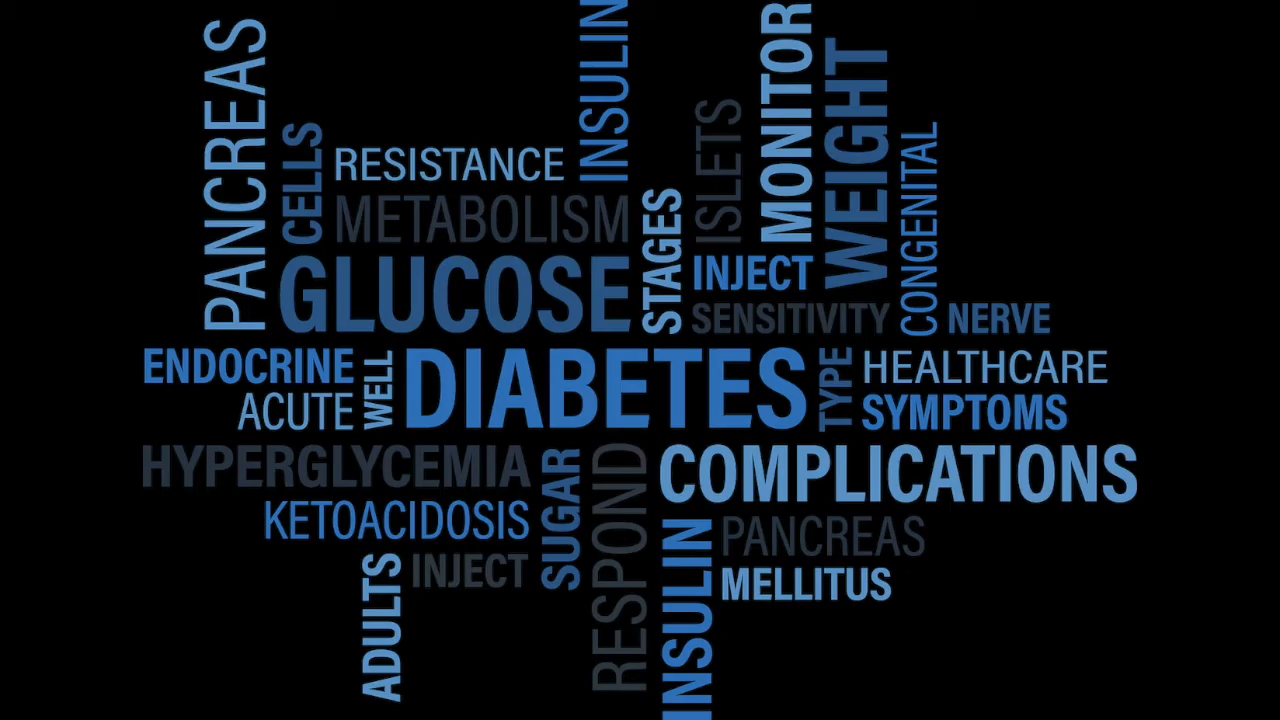 PANCREAS
CELLS
RESISTANCE
INSULIN
METABOLISM
GLUCOSE
STAGES
ISLETS
MONITOR
WEIGHT
CONGENITAL
INJECT
SENSITIVITY
NERVE
ENDOCRINE
ACUTE
WELL
DIABETES
TYPE
HEALTHCARE
SYMPTOMS
HYPERGLYCEMIA
KETOACIDOSIS
SUGAR
RESPOND
COMPLICATIONS
ADULTS
INJECT
INSULIN
PANCREAS
MELLITUS